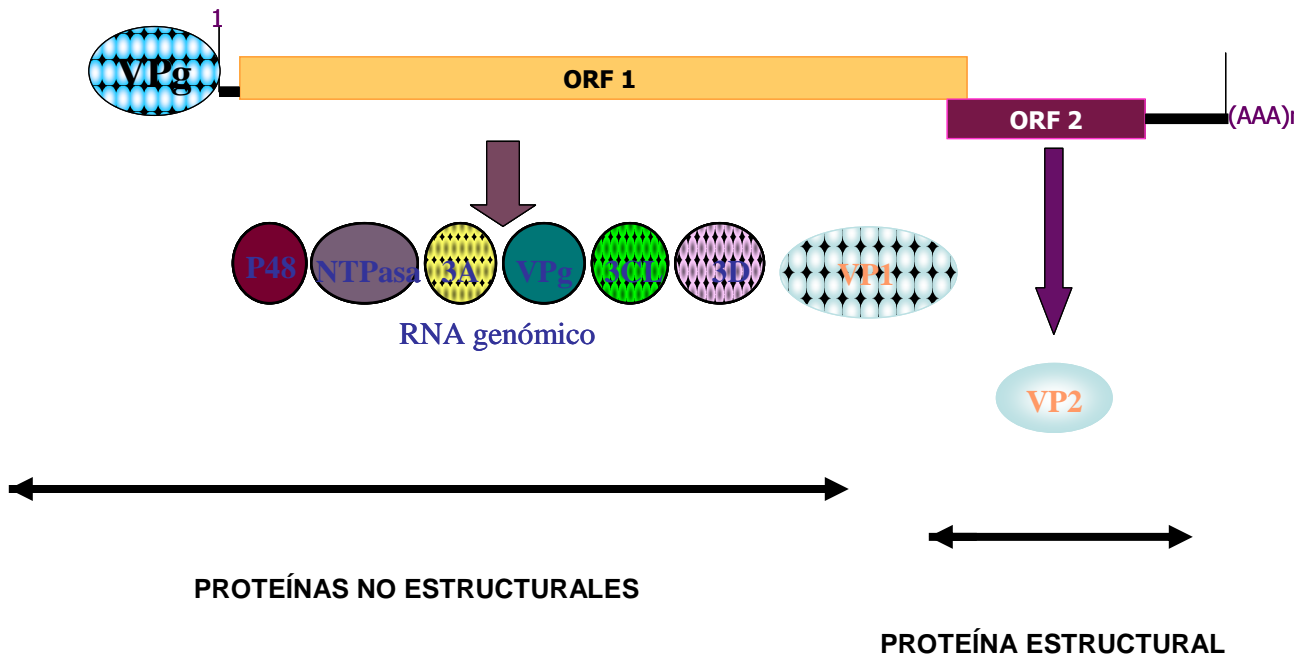 1
VPg
ORF 1
ORF 2
(AAA)n
P48
NTPasa
3A
VPg
3CL
3D
VP1
RNA genómico
VP2
PROTEÍNAS NO ESTRUCTURALES
PROTEÍNA ESTRUCTURAL